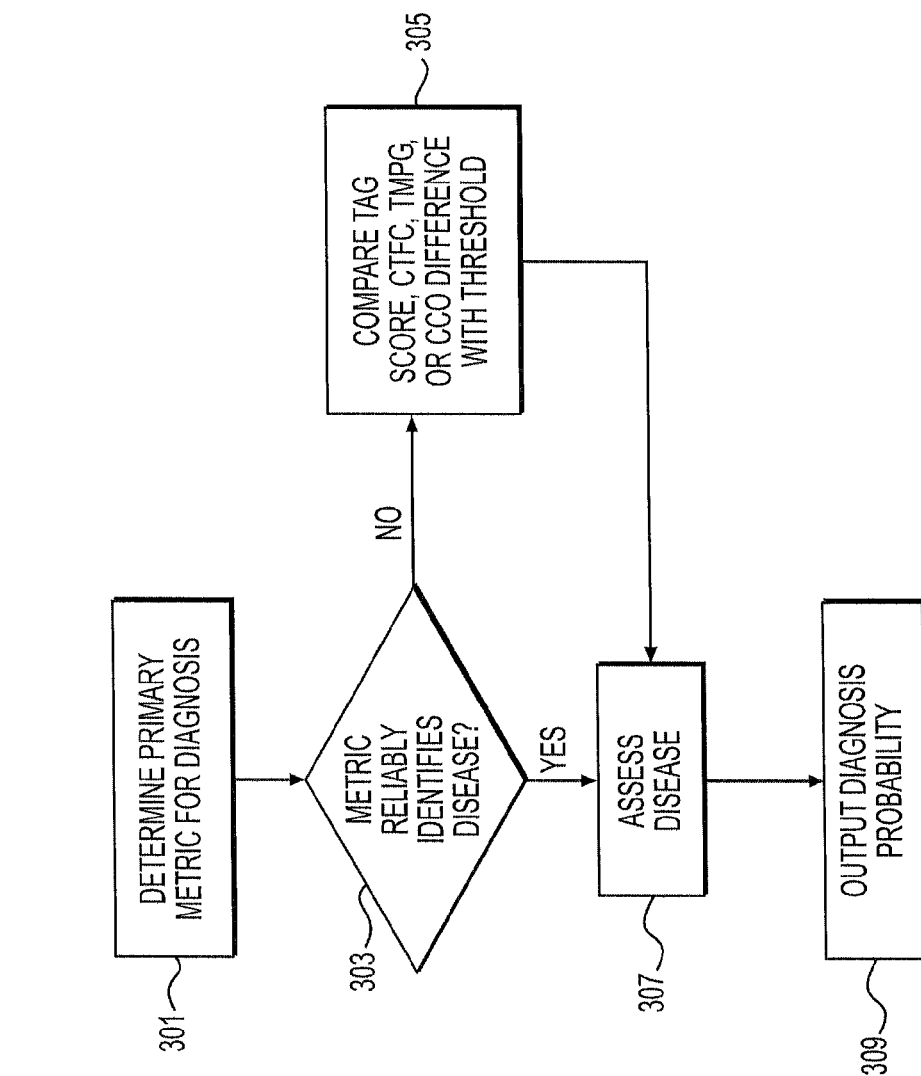 301
DETERMINE PRIMARY
METRIC FOR DIAGNOSIS
303
METRIC
RELIABLY
IDENTIFIES
DISEASE?
NO
305
COMPARE TAG
SCORE, CTFC, TMPG,
OR CCO DIFFERENCE
WITH THRESHOLD
YES
307
ASSESS
DISEASE
309
OUTPUT DIAGNOSIS
PROBABILITY